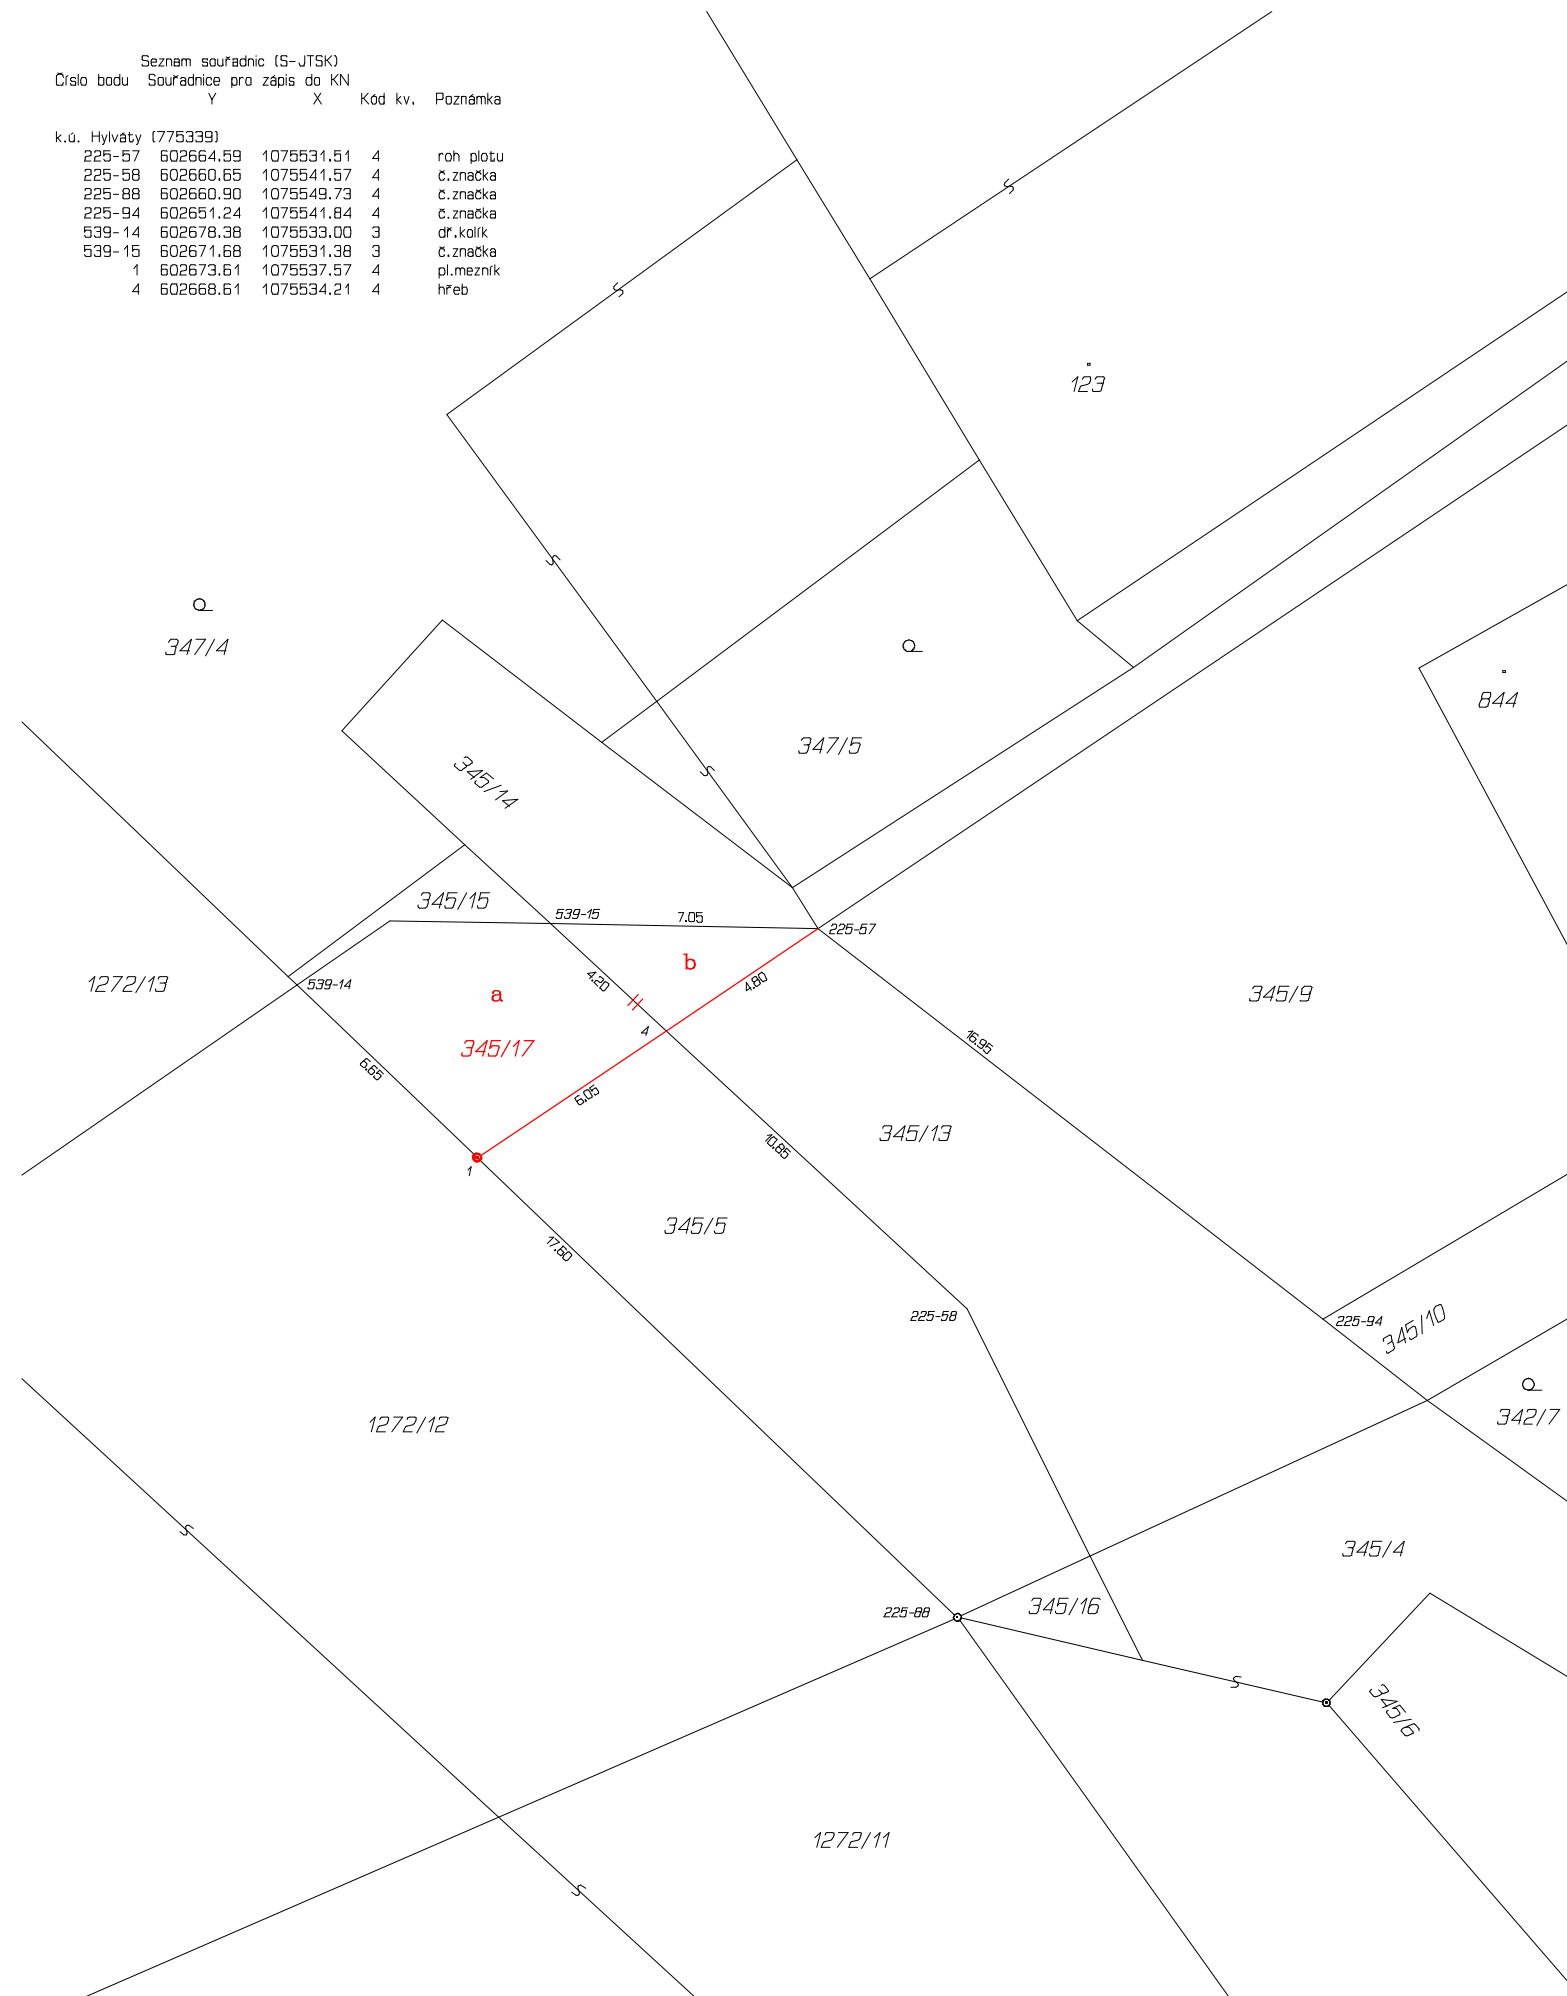 Seznam souřadnic (S-JTSK)
Číslo bodu Souřadnice pro zápis do KN
Y X Kód kv. Poznámka
k.ú. Hylváty (775339)
225-57 602664.59 1075531.51 4 roh plotu
225-58 602660.65 1075541.57 4 č.značka
225-88 602660.90 1075549.73 4 č.značka
225-94 602651.24 1075541.84 4 č.značka
539-14 602678.38 1075533.00 3 dř.kolík
539-15 602671.68 1075531.38 3 č.značka
1 602673.61 1075537.57 4 pl.mezník
4 602668.61 1075534.21 4 hřeb
123
347/4
844
347/5
345/14
345/15
539-15
7.05
225-57
b
1272/13
539-14
4.20
4.80
a
345/9
4
16.95
345/17
6.65
6.05
345/13
10.85
1
345/5
17.60
225-58
225-94
345/10
1272/12
342/7
345/4
225-88
345/16
345/6
1272/11